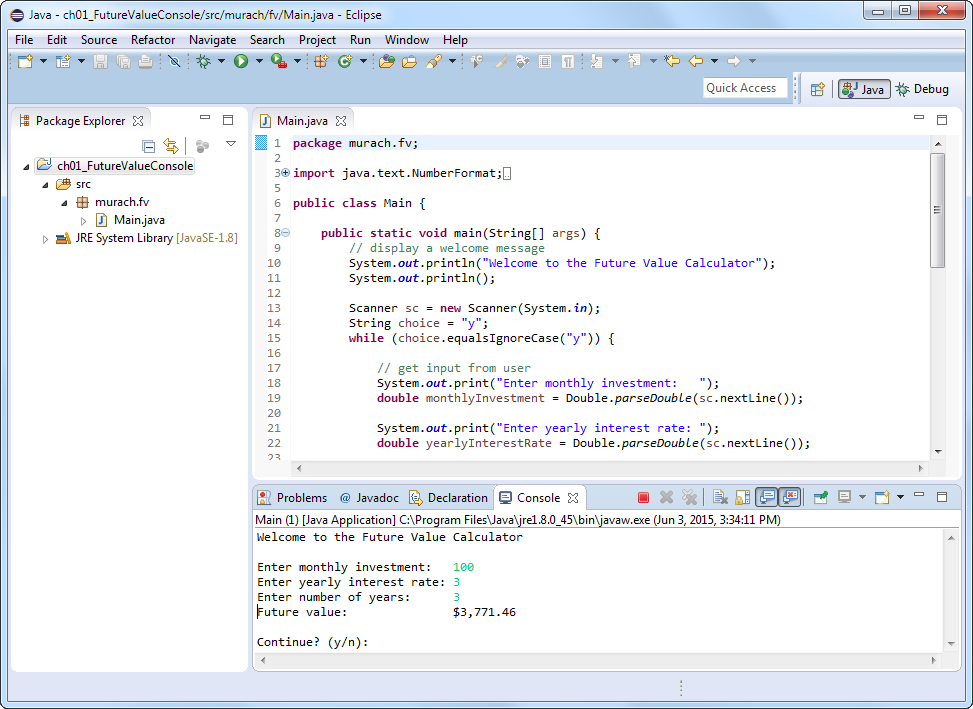 Java - ch01_FutureValueConsole/src/murach/fv/Main.java - Eclipse
File Edit Source Refactor Navigate Search Project Run Window Help
Quick Access Java Debug
Package Explorer
ch01_FutureValueConsole
src
murach.fv
Main.java
JRE System Library [JavaSE-1.8]
Main.java
1 package murach.fv;
2
3 import java.text.NumberFormat;
5
6 public class Main {
7
8 public static void main(String[] args) {
9 // display a welcome message
10 System.out.println("Welcome to the Future Value Calculator");
11 System.out.println();
12
13 Scanner sc = new Scanner(System.in);
14 String choice = "y";
15 while (choice.equalsIgnoreCase("y")) {
16
17 // get input from user
18 System.out.print("Enter monthly investment:   ");
19 double monthlyInvestment = Double.parseDouble(sc.nextLine());
20
21 System.out.print("Enter yearly interest rate: ");
22 double yearlyInterestRate = Double.parseDouble(sc.nextLine());
23
Problems @ Javadoc Declaration Console
Main (1) [Java Application] C:\Program Files\Java\jre1.8.0_45\bin\javaw.exe (Jun 3, 2015, 3:34:11 PM)
Welcome to the Future Value Calculator
Enter monthly investment:   100
Enter yearly interest rate: 3
Enter number of years:      3
Future value:               $3,771.46
Continue? (y/n):